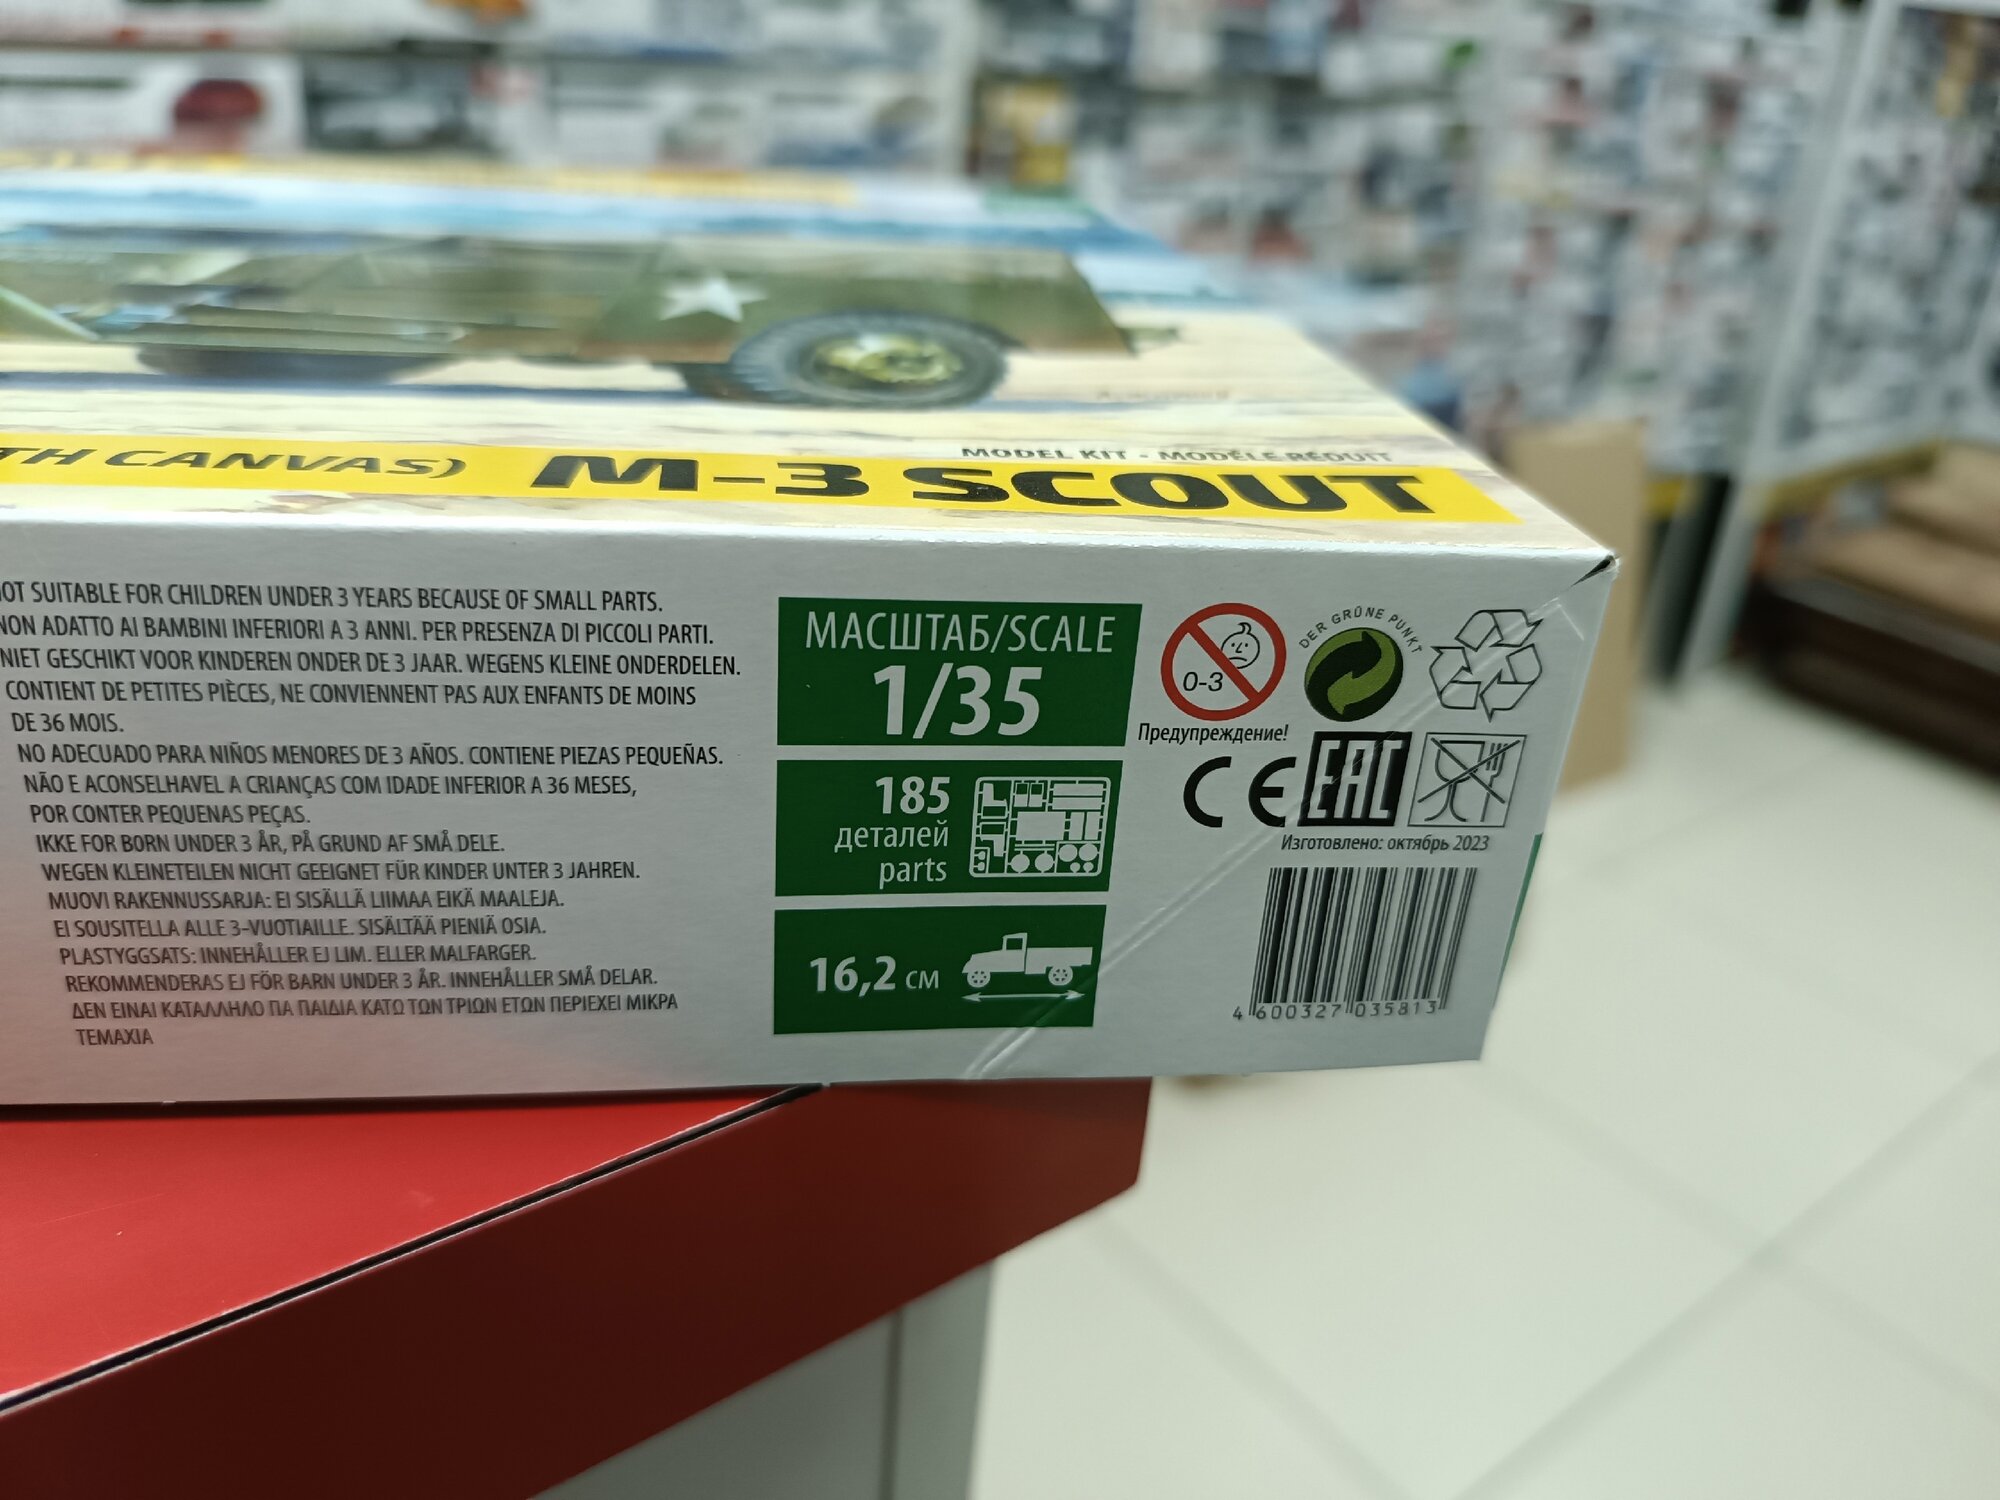 TH CANVAS) M-3 SCOUT
MODEL KIT - MODÈLE RÉDUIT
OT SUITABLE FOR CHILDREN UNDER 3 YEARS BECAUSE OF SMALL PARTS.
NON ADATTO AI BAMBINI INFERIORI A 3 ANNI. PER PRESENZA DI PICCOLI PARTI.
NIET GESCHIKT VOOR KINDEREN ONDER DE 3 JAAR. WEGENS KLEINE ONDERDELEN.
CONTIENT DE PETITES PIÈCES, NE CONVIENNENT PAS AUX ENFANTS DE MOINS
DE 36 MOIS.
NO ADECUADO PARA NIÑOS MENORES DE 3 AÑOS. CONTIENE PIEZAS PEQUEÑAS.
NÃO E ACONSELHAVEL A CRIANÇAS COM IDADE INFERIOR A 36 MESES,
POR CONTER PEQUENAS PEÇAS.
IKKE FOR BØRN UNDER 3 ÅR, PÅ GRUND AF SMÅ DELE.
WEGEN KLEINTEILEN NICHT GEEIGNET FÜR KINDER UNTER 3 JAHREN.
MUOVI RAKENNUSSARJA: EI SISÄLLÄ LIIMAA EIKÄ MAALEJA.
EI SOUSITELLA ALLE 3-VUOTIAILLE. SISÄLTÄÄ PIENIÄ OSIA.
PLASTYGGSATS: INNEHÅLLER EJ LIM. ELLER MALFARGER.
REKOMMENDERAS EJ FÖR BARN UNDER 3 ÅR. INNEHÅLLER SMÅ DELAR.
ΔΕΝ ΕΙΝΑΙ ΚΑΤΑΛΛΗΛΟ ΓΙΑ ΠΑΙΔΙΑ ΚΑΤΩ ΤΩΝ ΤΡΙΩΝ ΕΤΩΝ ΠΕΡΙΕΧΕΙ ΜΙΚΡΑ
ΤΕΜΑΧΙΑ
МАСШТАБ/SCALE
1/35
185
деталей
parts
16,2 см
0-3
Предупреждение!
DER GRÜNE PUNKT
CE EAC
Изготовлено: октябрь 2023
4 600327 035813